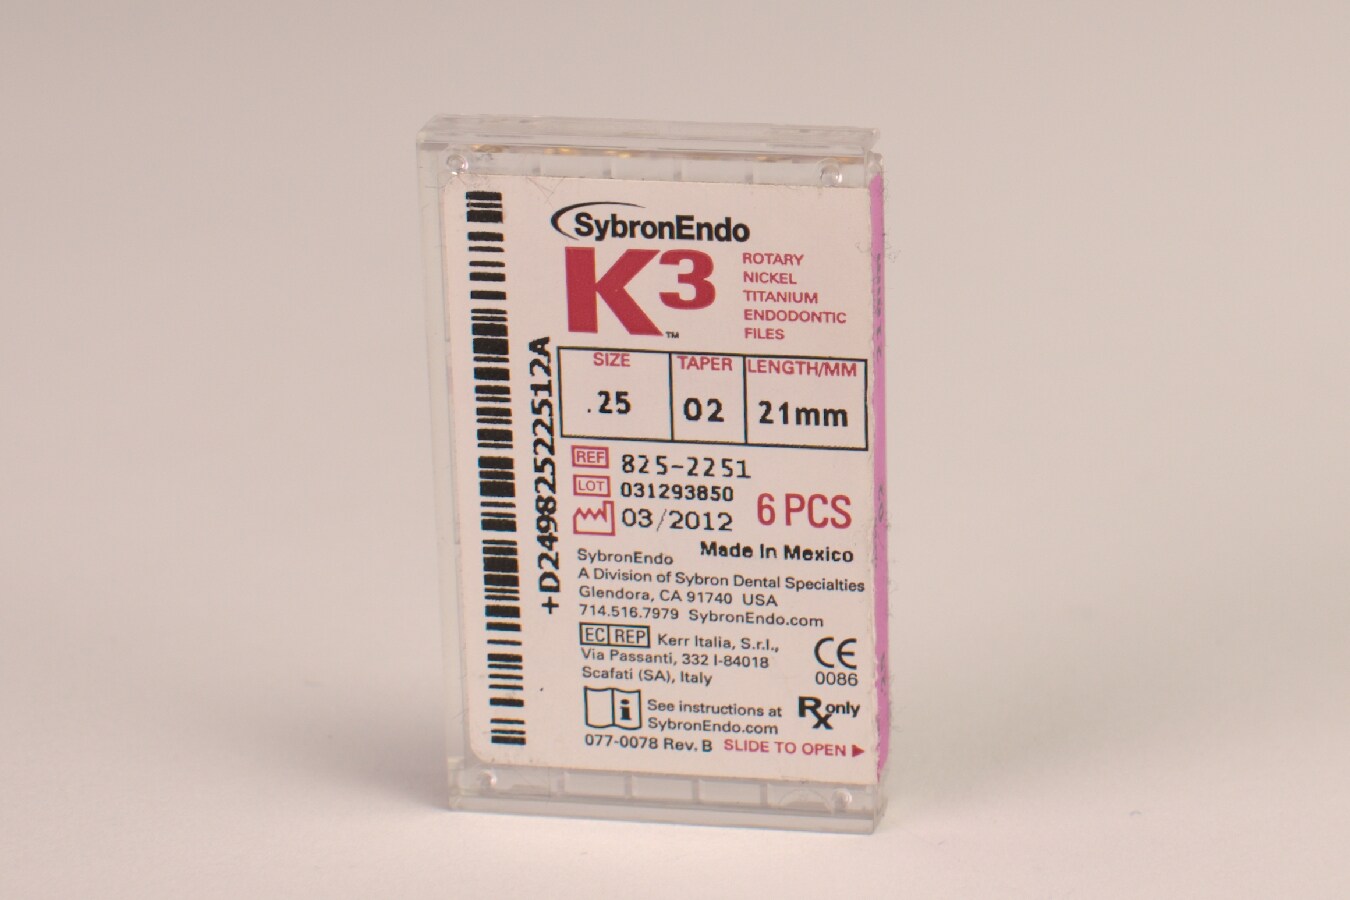 SybronEndo
K3™
ROTARY
NICKEL
TITANIUM
ENDODONTIC
FILES
SIZE TAPER LENGTH/MM
.25 02 21mm
REF 825-2251
LOT 031293850
03/2012 6 PCS
Made In Mexico
SybronEndo
A Division of Sybron Dental Specialties
Glendora, CA 91740 USA
714.516.7979 SybronEndo.com
EC REP Kerr Italia, S.r.l.,
Via Passanti, 332 I-84018
Scafati (SA), Italy
CE
0086
i See instructions at
SybronEndo.com
Rx only
077-0078 Rev. B SLIDE TO OPEN ▶
+D249825222512A